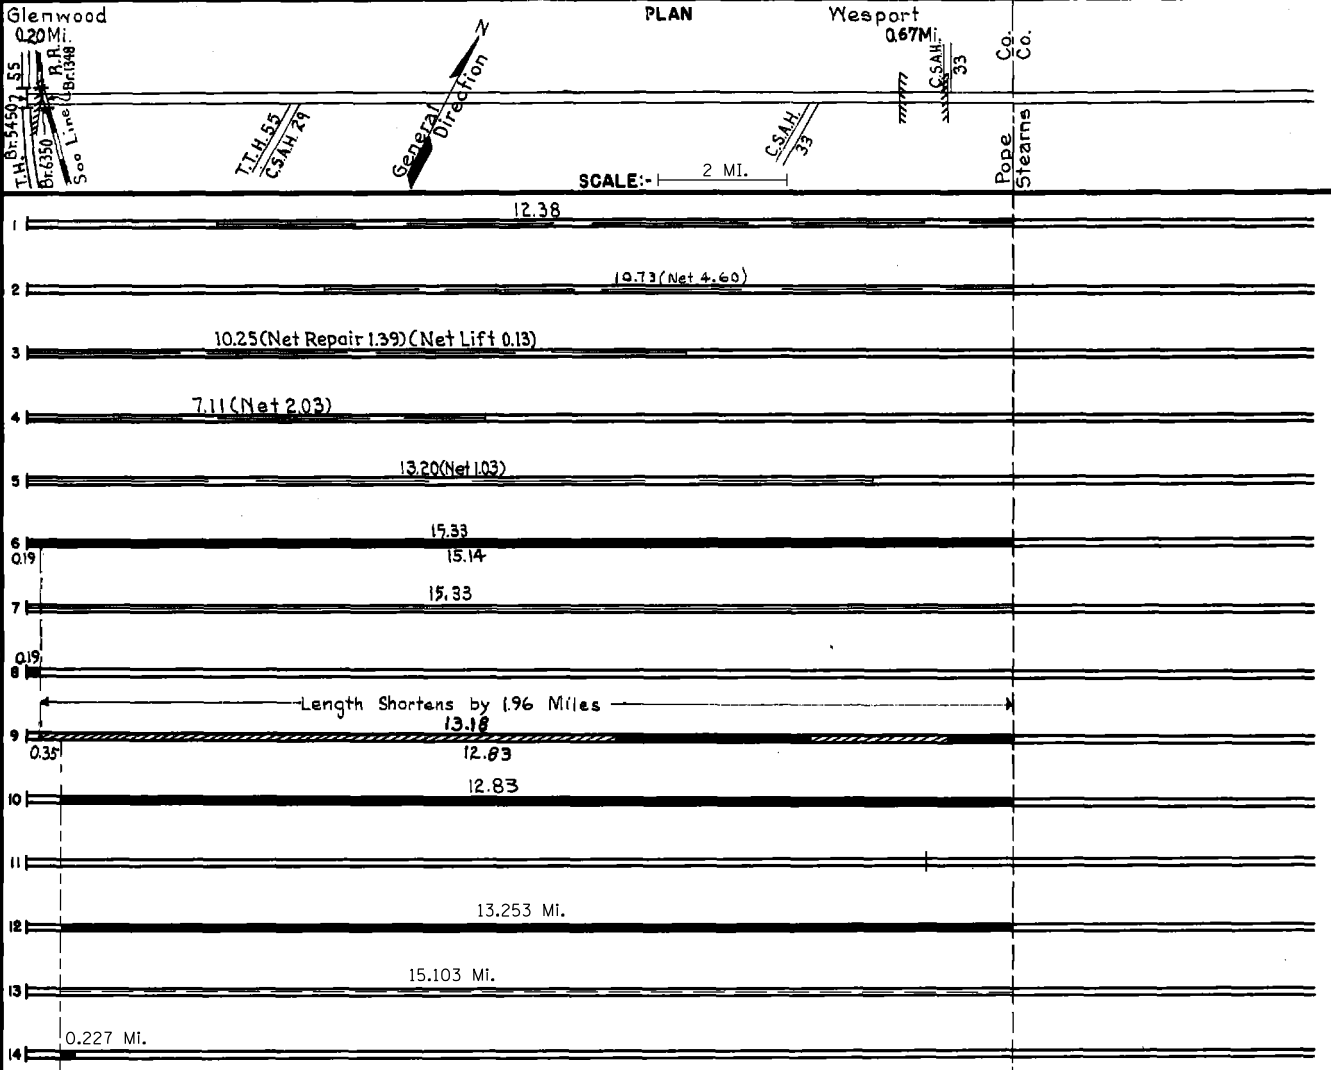 Glenwood PLAN Wesport
0.20Mi. 0.67Mi.
T.H. 55
Br.54507
Br.6350
Soo Line R.R.
Br.1348
T.T.H. 55
C.S.A.H. 29
General Direction
N
C.S.A.H. 33
C.S.A.H. 33
Pope Co.
Stearns Co.
SCALE:- 2 MI.
1 12.38
2 10.73(Net 4.60)
3 10.25(Net Repair 1.39)(Net Lift 0.13)
4 7.11(Net 2.03)
5 13.20(Net 1.03)
6 15.33
0.19 15.14
7 15.33
0.19
8
Length Shortens by 1.96 Miles
9 13.18
0.35 12.83
10 12.83
11
12 13.253 Mi.
13 15.103 Mi.
14 0.227 Mi.